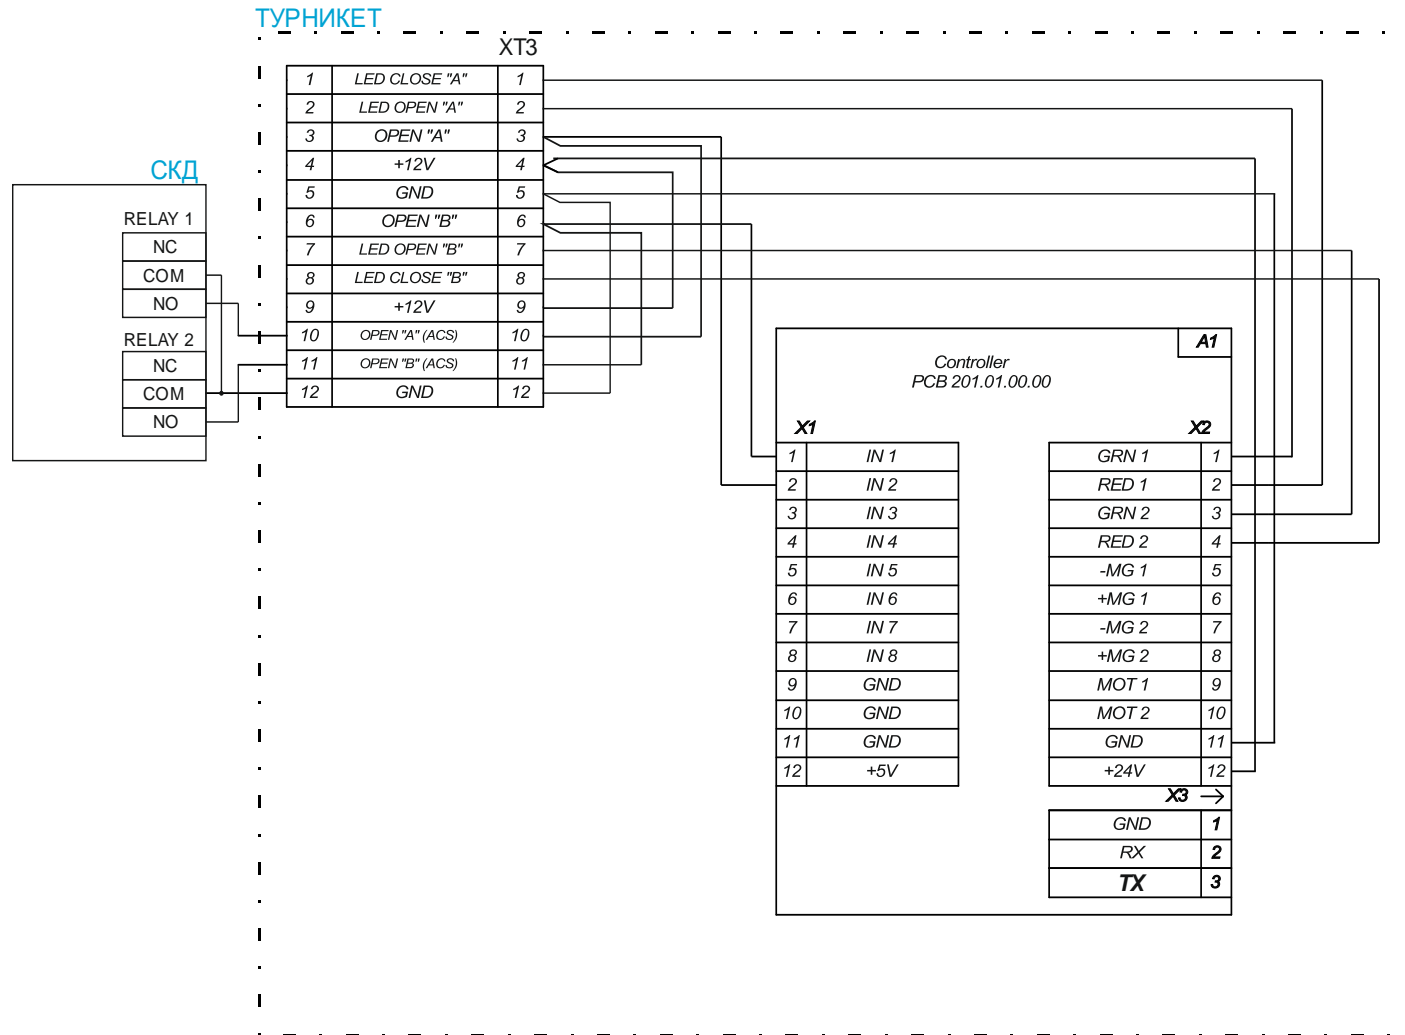 ТУРНИКЕТ
XT3
1 LED CLOSE "A" 1
2 LED OPEN "A" 2
3 OPEN "A" 3
4 +12V 4
5 GND 5
6 OPEN "B" 6
7 LED OPEN "B" 7
8 LED CLOSE "B" 8
9 +12V 9
10 OPEN "A" (ACS) 10
11 OPEN "B" (ACS) 11
12 GND 12
СКД
RELAY 1
NC
COM
NO
RELAY 2
NC
COM
NO
A1
Controller
PCB 201.01.00.00
X1
1 IN 1
2 IN 2
3 IN 3
4 IN 4
5 IN 5
6 IN 6
7 IN 7
8 IN 8
9 GND
10 GND
11 GND
12 +5V
X2
GRN 1 1
RED 1 2
GRN 2 3
RED 2 4
-MG 1 5
+MG 1 6
-MG 2 7
+MG 2 8
MOT 1 9
MOT 2 10
GND 11
+24V 12
X3 →
GND 1
RX 2
TX 3